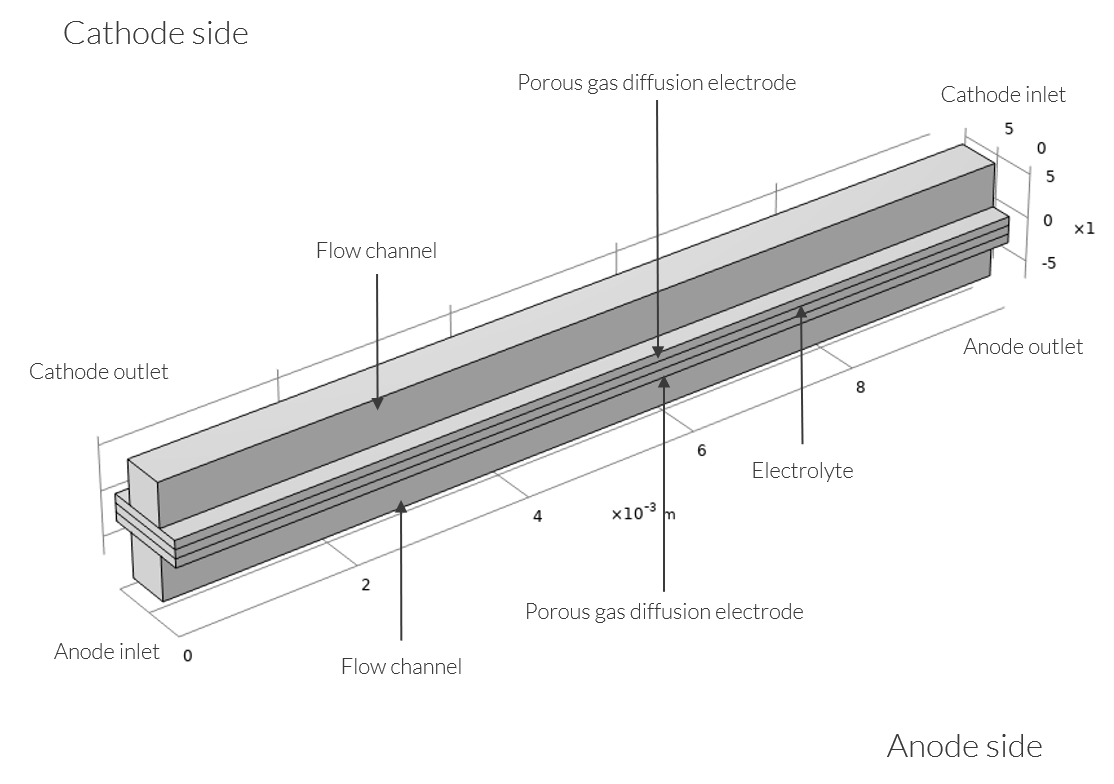 Cathode side
Porous gas diffusion electrode
Cathode inlet
5
0
5
0
×1
-5
Flow channel
Anode outlet
Cathode outlet
8
6
Electrolyte
4
×10⁻³ m
2
Porous gas diffusion electrode
Anode inlet
0
Flow channel
Anode side